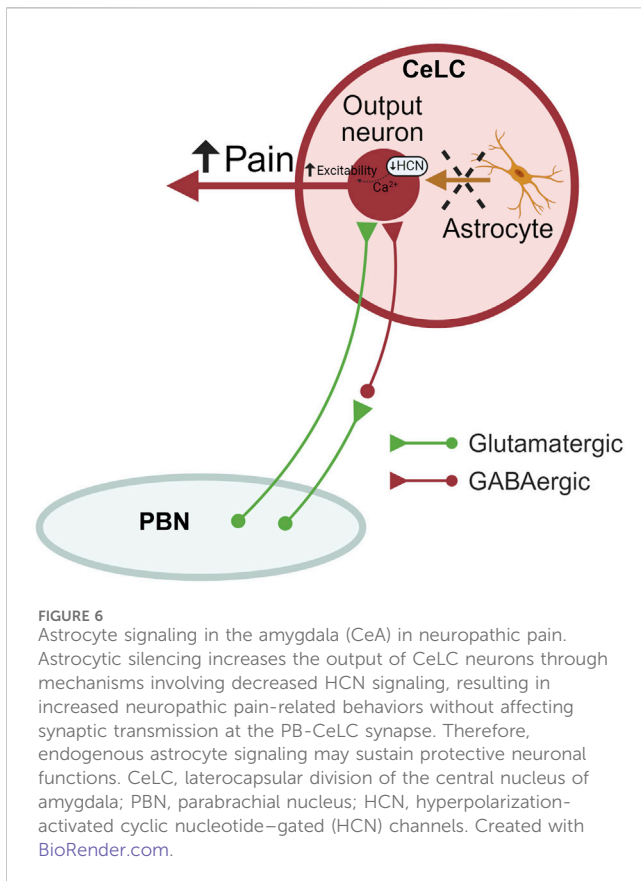 CeLC
Output
neuron
↑Pain
↑Excitability
↓HCN
Ca²⁺
Astrocyte
Glutamatergic
GABAergic
PBN
FIGURE 6
Astrocyte signaling in the amygdala (CeA) in neuropathic pain.
Astrocytic silencing increases the output of CeLC neurons through
mechanisms involving decreased HCN signaling, resulting in
increased neuropathic pain-related behaviors without affecting
synaptic transmission at the PB-CeLC synapse. Therefore,
endogenous astrocyte signaling may sustain protective neuronal
functions. CeLC, laterocapsular division of the central nucleus of
amygdala; PBN, parabrachial nucleus; HCN, hyperpolarization-
activated cyclic nucleotide–gated (HCN) channels. Created with
BioRender.com.